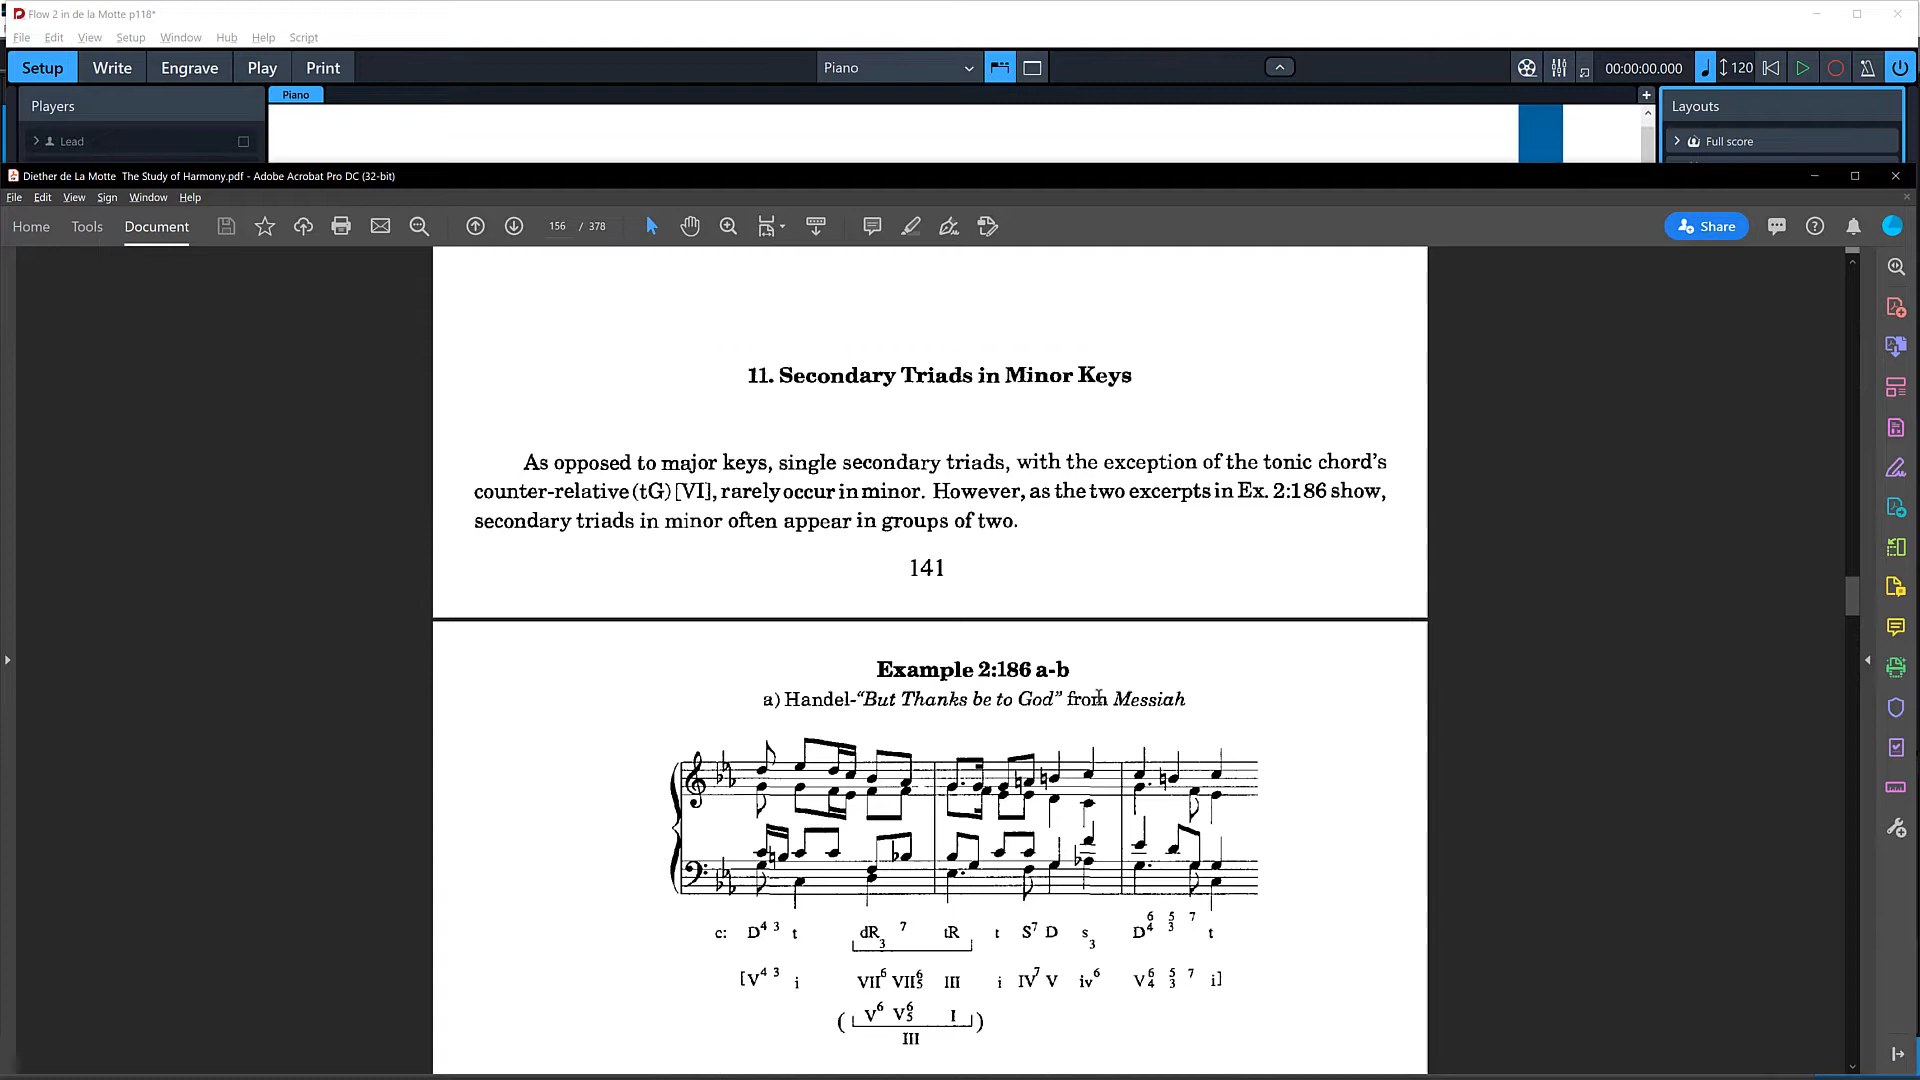 Flow 2 in de la Motte p118*
File Edit View Setup Window Hub Help Script
Setup Write Engrave Play Print Piano 00:00:00.000 120
Players Piano Layouts
Lead Full score
Diether de La Motte The Study of Harmony.pdf - Adobe Acrobat Pro DC (32-bit)
File Edit View Sign Window Help
Home Tools Document 156 / 378 Share
11. Secondary Triads in Minor Keys
As opposed to major keys, single secondary triads, with the exception of the tonic chord's
counter-relative (tG) [VI], rarely occur in minor. However, as the two excerpts in Ex. 2:186 show,
secondary triads in minor often appear in groups of two.
141
Example 2:186 a-b
a) Handel-“But Thanks be to God” from Messiah
c: D4 3 t dR3 7 tR t S7 D s3 D6 4 5 3 7 t
[V4 3 i VII6 VII6 5 III i IV7 V iv6 V6 4 5 3 7 i]
( V6 V6 5 I )
III